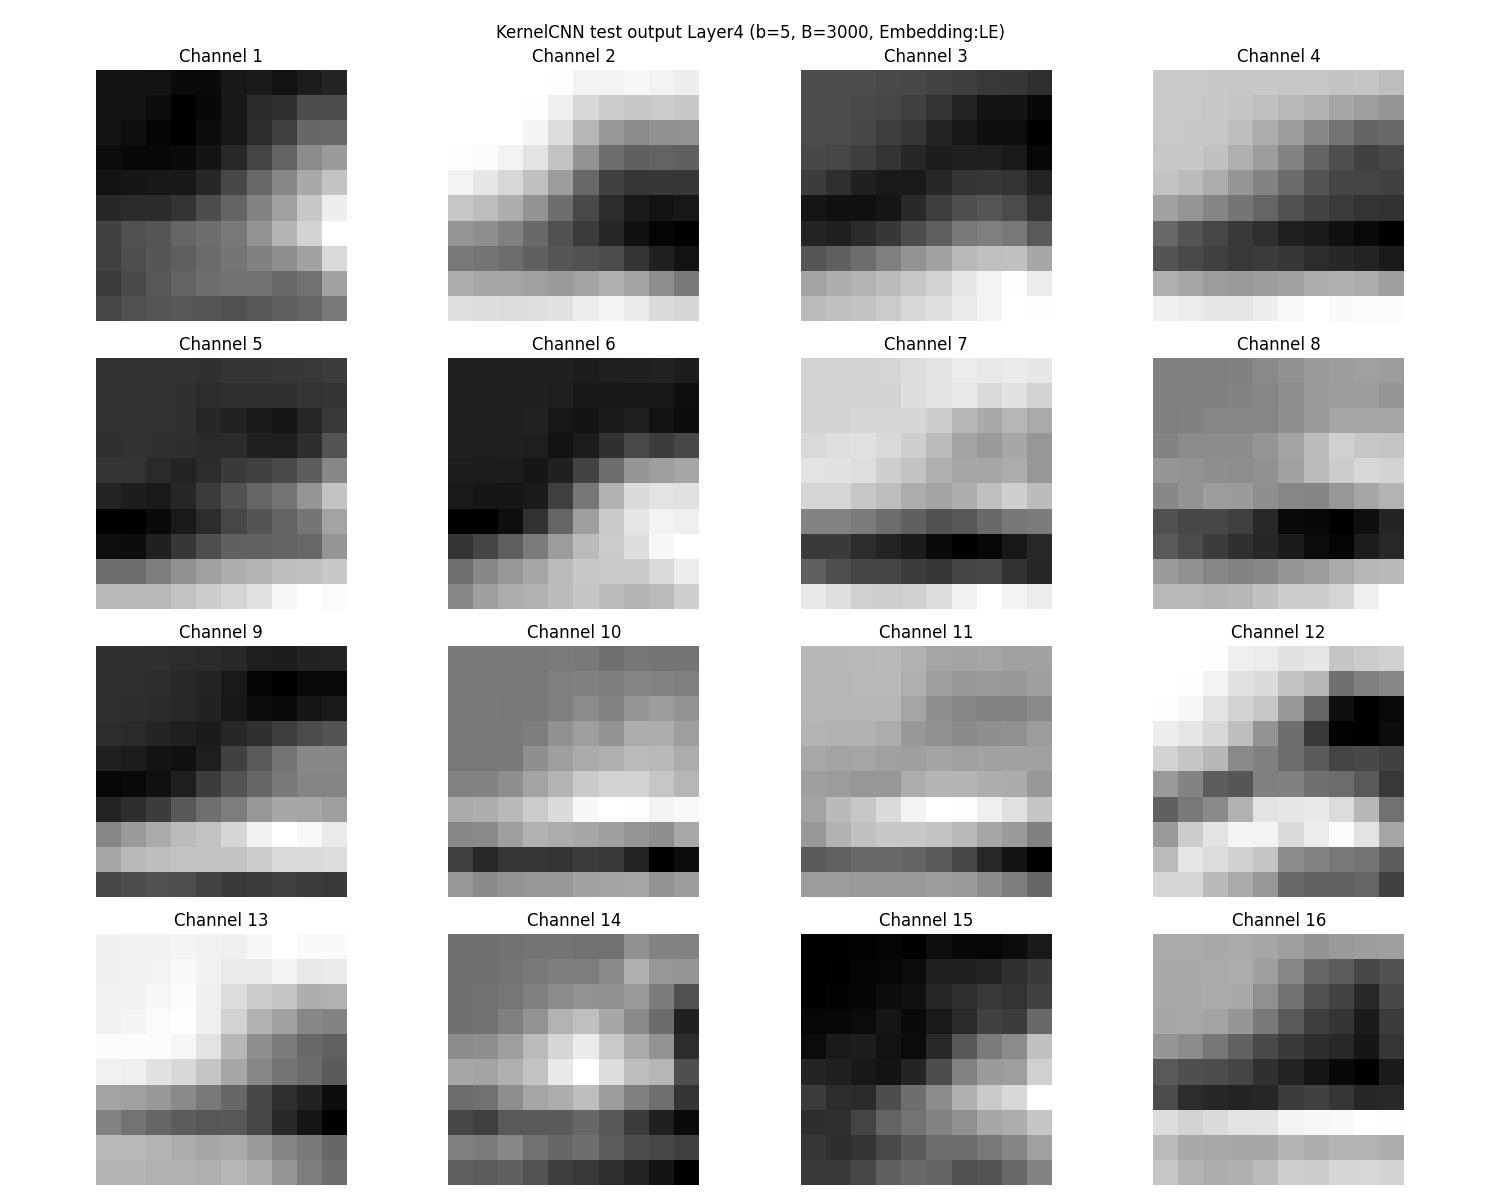 KernelCNN test output Layer4 (b=5, B=3000, Embedding:LE)
Channel 1
Channel 2
Channel 3
Channel 4
Channel 5
Channel 6
Channel 7
Channel 8
Channel 9
Channel 10
Channel 11
Channel 12
Channel 13
Channel 14
Channel 15
Channel 16